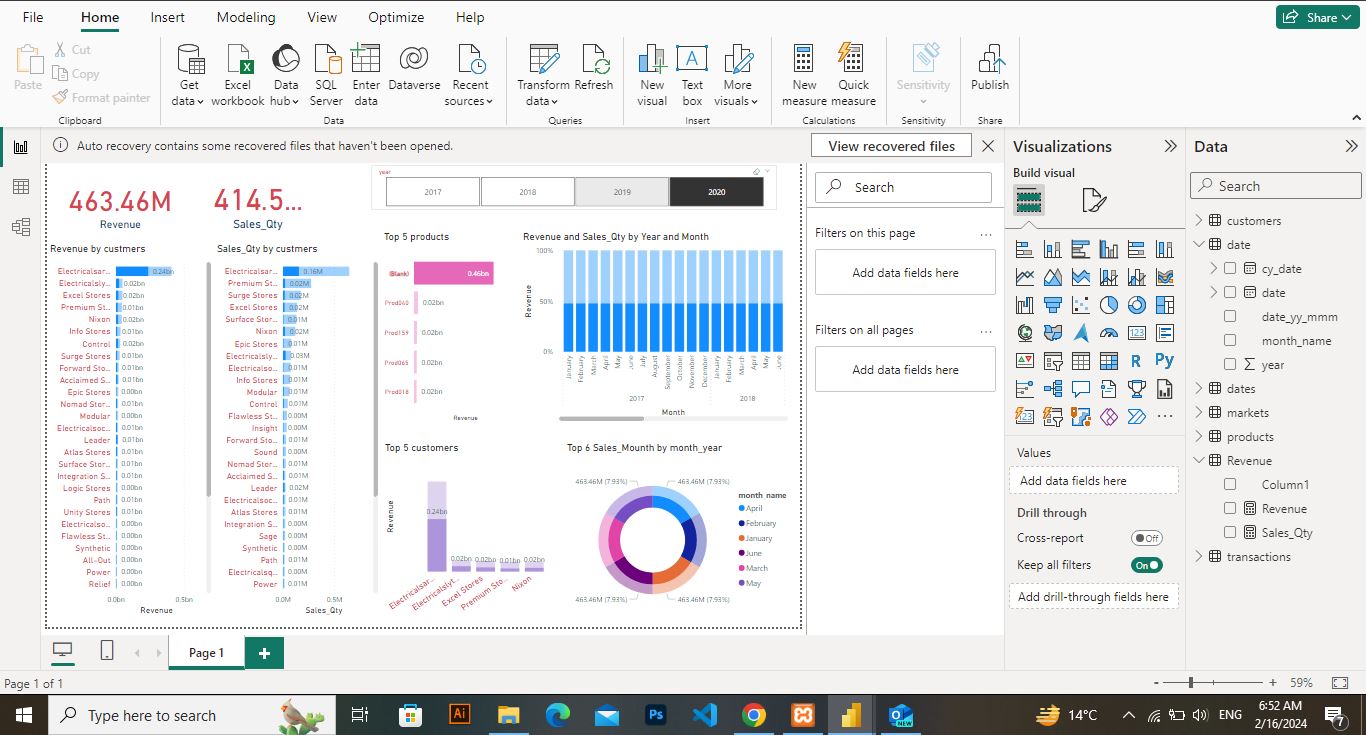 File Home Insert Modeling View Optimize Help Share
Paste
Cut
Copy
Format painter
Clipboard
Get data
Excel workbook
Data hub
SQL Server
Enter data
Dataverse
Recent sources
Data
Transform data
Refresh
Queries
New visual
Text box
More visuals
Insert
New measure
Quick measure
Calculations
Sensitivity
Sensitivity
Publish
Share
Auto recovery contains some recovered files that haven't been opened.
View recovered files
463.46M
Revenue
414.5...
Sales_Qty
year
2017 2018 2019 2020
Revenue by custmers
Electricalsar... 0.24bn
Electricalsly... 0.02bn
Excel Stores 0.02bn
Premium St... 0.01bn
Nixon 0.02bn
Info Stores 0.01bn
Control 0.02bn
Surge Stores 0.01bn
Forward Sto... 0.01bn
Acclaimed S... 0.01bn
Epic Stores 0.00bn
Nomad Stor... 0.01bn
Modular 0.00bn
Electricalsoc... 0.01bn
Leader 0.01bn
Atlas Stores 0.01bn
Surface Stor... 0.01bn
Integration S... 0.01bn
Logic Stores 0.00bn
Path 0.01bn
Unity Stores 0.01bn
Electricalso... 0.00bn
Flawless St... 0.00bn
Synthetic 0.00bn
All-Out 0.00bn
Power 0.00bn
Relief 0.00bn
0.0bn 0.5bn
Revenue
Sales_Qty by custmers
Electricalsar... 0.16M
Premium St... 0.02M
Surge Stores 0.02M
Excel Stores 0.02M
Surface Stor... 0.01M
Nixon 0.02M
Epic Stores 0.01M
Electricalsly... 0.03M
Electricalso... 0.01M
Info Stores 0.01M
Modular 0.01M
Control 0.01M
Flawless St... 0.00M
Insight 0.00M
Forward Sto... 0.01M
Sound 0.00M
Nomad Stor... 0.01M
Acclaimed S... 0.01M
Leader 0.02M
Electricalsoc... 0.01M
Atlas Stores 0.01M
Integration S... 0.00M
Sage 0.00M
Synthetic 0.00M
Path 0.01M
Electricalsq... 0.00M
Power 0.01M
0.0M 0.5M
Sales_Qty
Top 5 products
(Blank) 0.46bn
Prod040 0.02bn
Prod159 0.02bn
Prod065 0.02bn
Prod018 0.01bn
Revenue
Revenue and Sales_Qty by Year and Month
Revenue
100%
50%
0%
January February March April May June July August September October November December January February March April May June
2017 2018
Month
Top 5 customers
Revenue
0.24bn 0.02bn 0.02bn 0.01bn 0.02bn
Electricalsar... Electricalslyt... Excel Stores Premium Sto... Nixon
Top 6 Sales_Mounth by month_year
463.46M (7.93%) 463.46M (7.93%)
463.46M (7.93%) 463.46M (7.93%)
month_name
April
February
January
June
March
May
Search
Filters on this page ...
Add data fields here
Filters on all pages ...
Add data fields here
Visualizations
Build visual
R Py
123
Values
Add data fields here
Drill through
Cross-report Off
Keep all filters On
Add drill-through fields here
Data
Search
customers
date
cy_date
date
date_yy_mmm
month_name
year
dates
markets
products
Revenue
Column1
Revenue
Sales_Qty
transactions
Page 1
Page 1 of 1
- + 59%
Type here to search
Ai
Ps
NEW
14°C
ENG
6:52 AM
2/16/2024
7